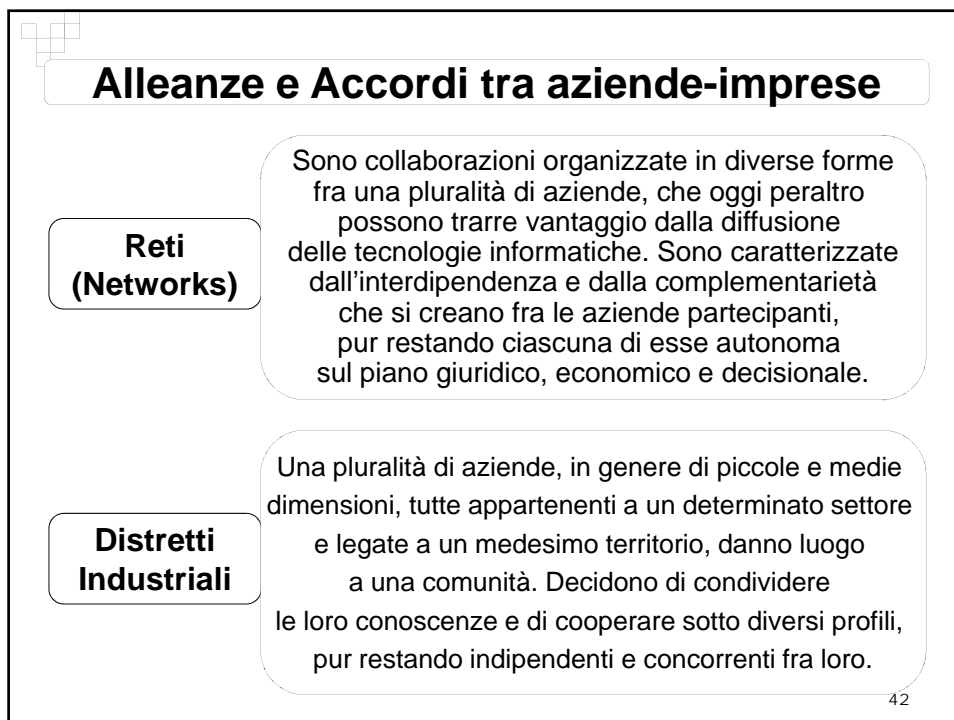 Alleanze e Accordi tra aziende-imprese
Reti
(Networks)
Sono collaborazioni organizzate in diverse forme
fra una pluralità di aziende, che oggi peraltro
possono trarre vantaggio dalla diffusione
delle tecnologie informatiche. Sono caratterizzate
dall'interdipendenza e dalla complementarietà
che si creano fra le aziende partecipanti,
pur restando ciascuna di esse autonoma
sul piano giuridico, economico e decisionale.
Distretti
Industriali
Una pluralità di aziende, in genere di piccole e medie
dimensioni, tutte appartenenti a un determinato settore
e legate a un medesimo territorio, danno luogo
a una comunità. Decidono di condividere
le loro conoscenze e di cooperare sotto diversi profili,
pur restando indipendenti e concorrenti fra loro.
42